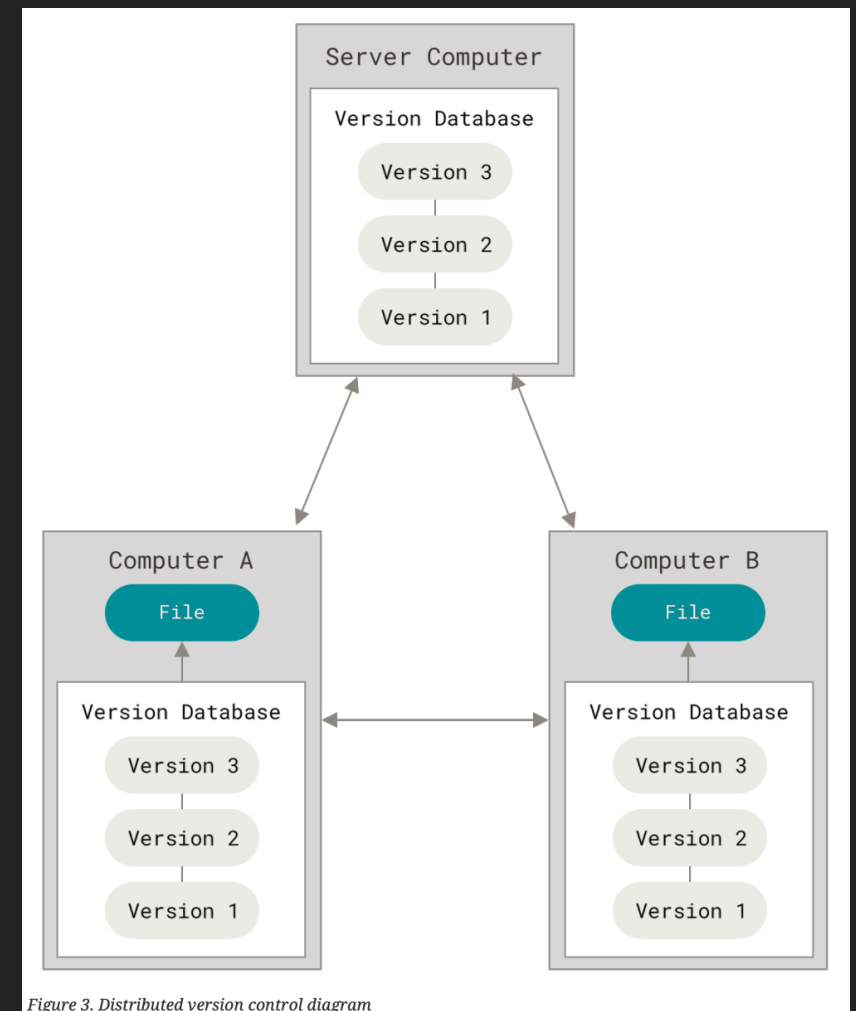 Server Computer
Version Database
Version 3
Version 2
Version 1
Computer A
File
Version Database
Version 3
Version 2
Version 1
Computer B
File
Version Database
Version 3
Version 2
Version 1
Figure 3. Distributed version control diagram